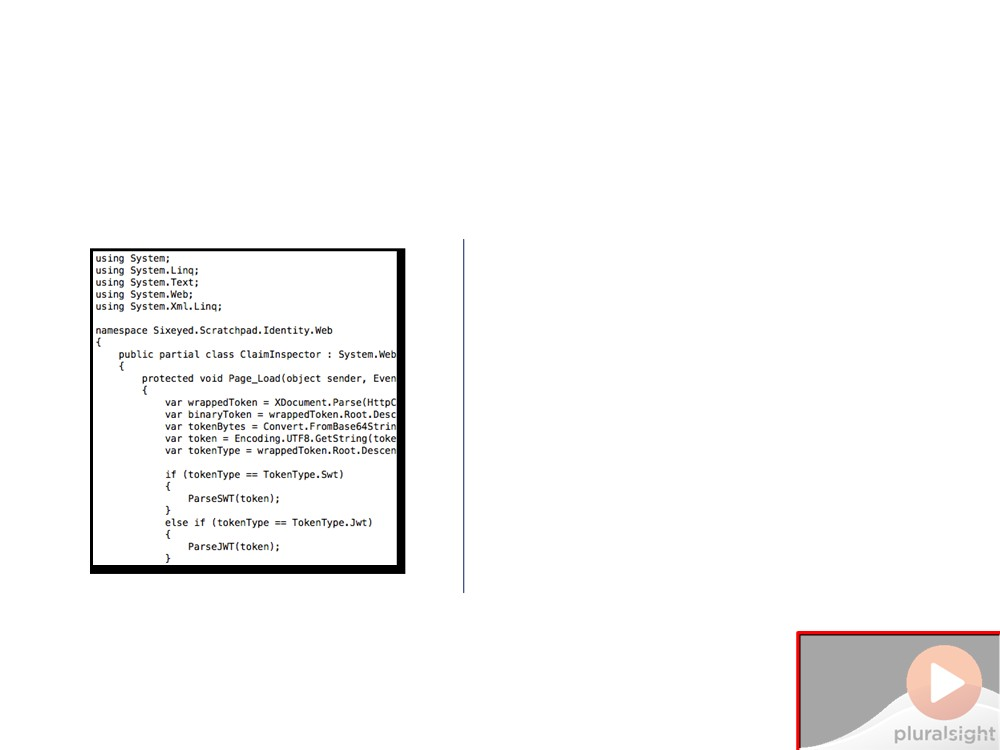 using System;
using System.Linq;
using System.Text;
using System.Web;
using System.Xml.Linq;

namespace Sixeyed.Scratchpad.Identity.Web
{
    public partial class ClaimInspector : System.Web
    {
        protected void Page_Load(object sender, Even
        {
            var wrappedToken = XDocument.Parse(HttpC
            var binaryToken = wrappedToken.Root.Desc
            var tokenBytes = Convert.FromBase64Strin
            var token = Encoding.UTF8.GetString(toke
            var tokenType = wrappedToken.Root.Descen

            if (tokenType == TokenType.Swt)
            {
                ParseSWT(token);
            }
            else if (tokenType == TokenType.Jwt)
            {
                ParseJWT(token);
            }
pluralsight